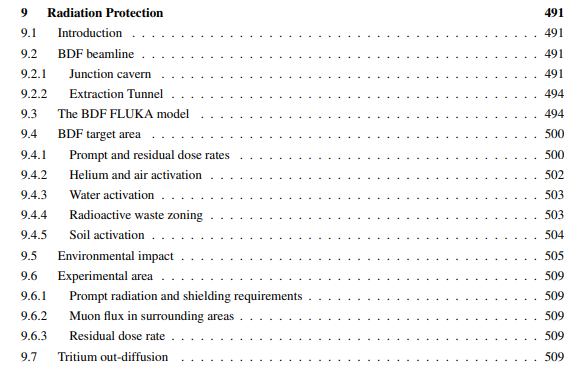 9 Radiation Protection 491
9.1 Introduction . . . . . . . . . . . . . . . . . . . . . . . . . . . . . . . . . . 491
9.2 BDF beamline . . . . . . . . . . . . . . . . . . . . . . . . . . . . . . . . . 491
9.2.1 Junction cavern . . . . . . . . . . . . . . . . . . . . . . . . . . . . . . . 491
9.2.2 Extraction Tunnel . . . . . . . . . . . . . . . . . . . . . . . . . . . . . . 494
9.3 The BDF FLUKA model . . . . . . . . . . . . . . . . . . . . . . . . . . . . 494
9.4 BDF target area . . . . . . . . . . . . . . . . . . . . . . . . . . . . . . . . 500
9.4.1 Prompt and residual dose rates . . . . . . . . . . . . . . . . . . . . . . . . 500
9.4.2 Helium and air activation . . . . . . . . . . . . . . . . . . . . . . . . . . . 502
9.4.3 Water activation . . . . . . . . . . . . . . . . . . . . . . . . . . . . . . . 503
9.4.4 Radioactive waste zoning . . . . . . . . . . . . . . . . . . . . . . . . . . . 503
9.4.5 Soil activation . . . . . . . . . . . . . . . . . . . . . . . . . . . . . . . . 504
9.5 Environmental impact . . . . . . . . . . . . . . . . . . . . . . . . . . . . . 505
9.6 Experimental area . . . . . . . . . . . . . . . . . . . . . . . . . . . . . . . 509
9.6.1 Prompt radiation and shielding requirements . . . . . . . . . . . . . . . . . . 509
9.6.2 Muon flux in surrounding areas . . . . . . . . . . . . . . . . . . . . . . . . 509
9.6.3 Residual dose rate . . . . . . . . . . . . . . . . . . . . . . . . . . . . . . 509
9.7 Tritium out-diffusion . . . . . . . . . . . . . . . . . . . . . . . . . . . . . 509